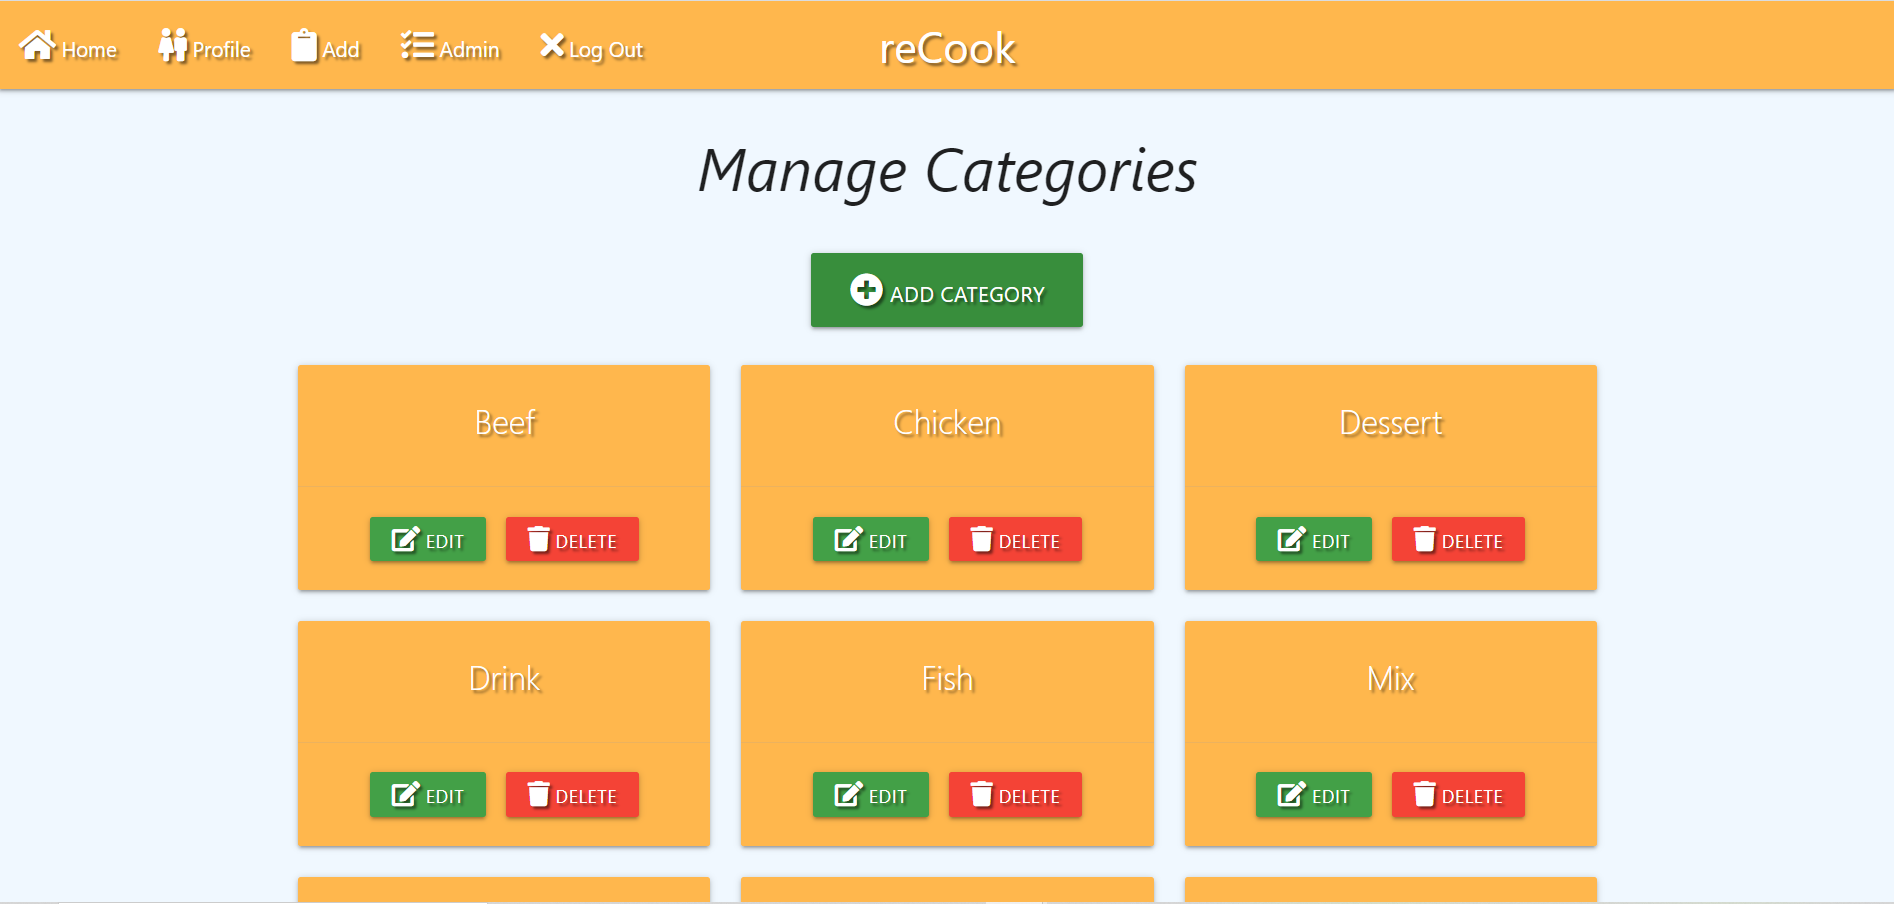 Home Profile Add Admin Log Out reCook
Manage Categories
ADD CATEGORY
Beef Chicken Dessert
EDIT DELETE EDIT DELETE EDIT DELETE
Drink Fish Mix
EDIT DELETE EDIT DELETE EDIT DELETE